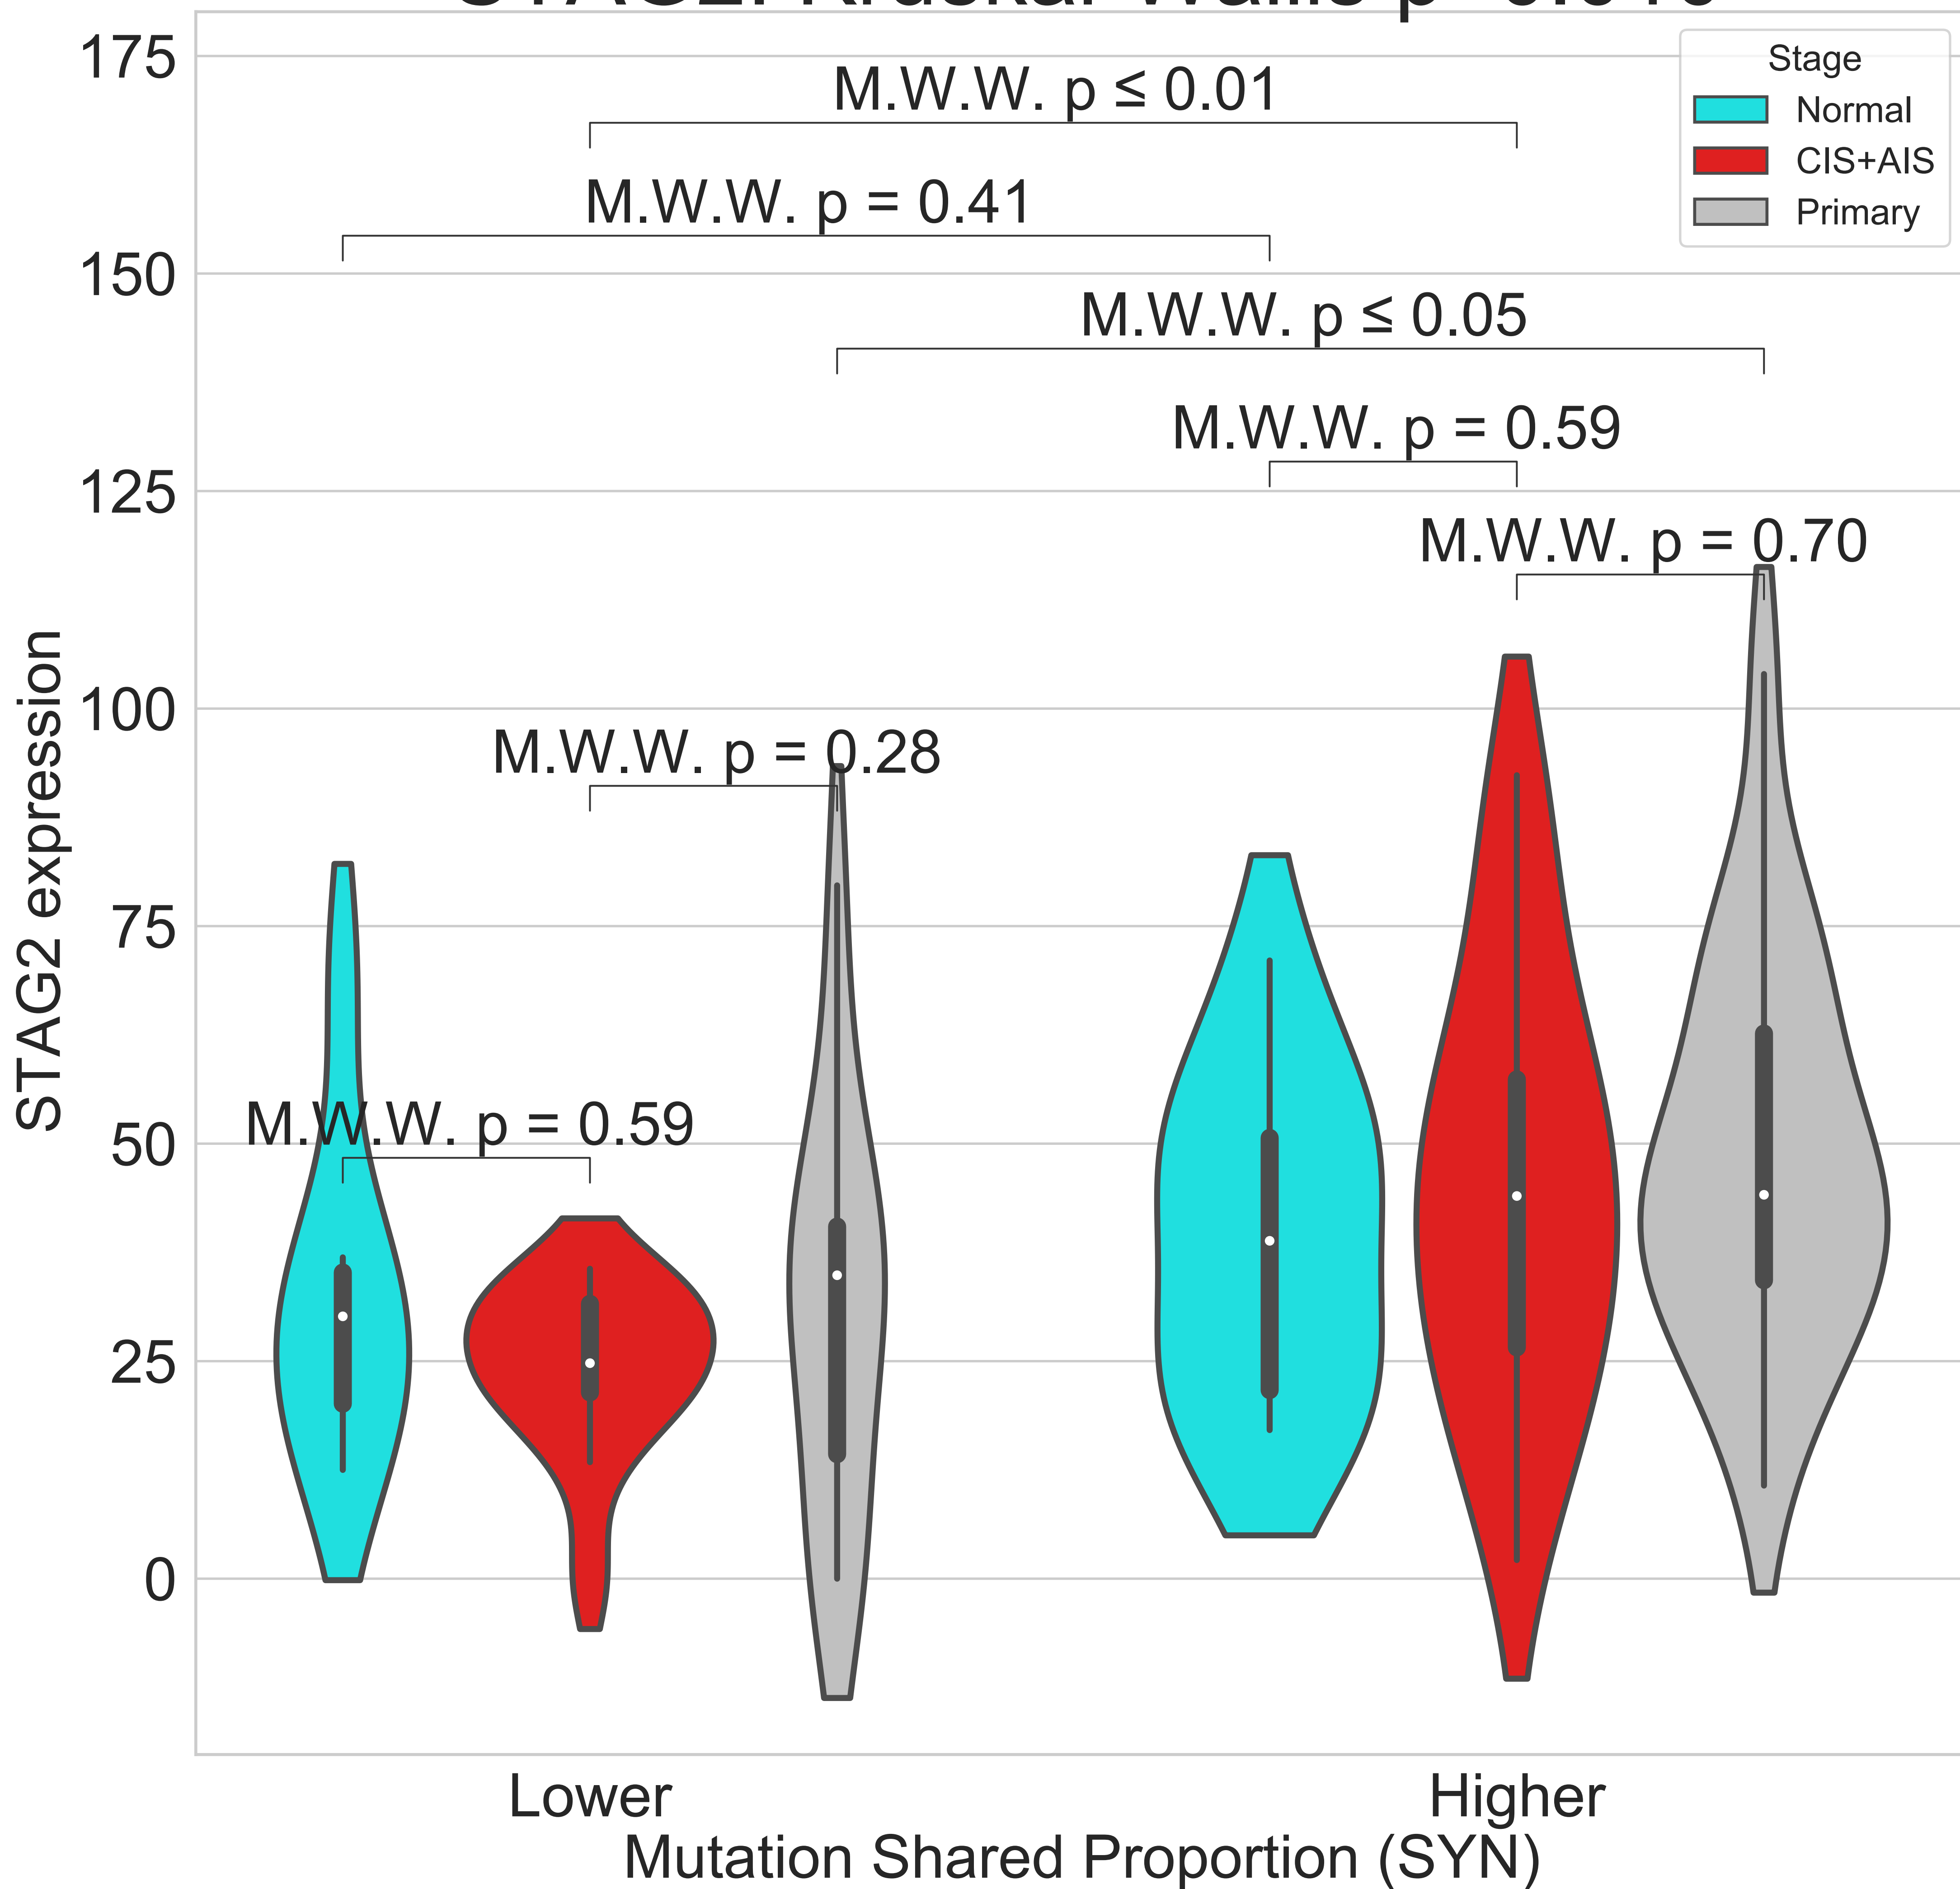 175
150
125
100
75
50
25
0
STAG2 expression
M.W.W. p ≤ 0.01
M.W.W. p = 0.41
M.W.W. p ≤ 0.05
M.W.W. p = 0.59
M.W.W. p = 0.70
M.W.W. p = 0.28
M.W.W. p = 0.59
Stage
Normal
CIS+AIS
Primary
Lower
Higher
Mutation Shared Proportion (SYN)